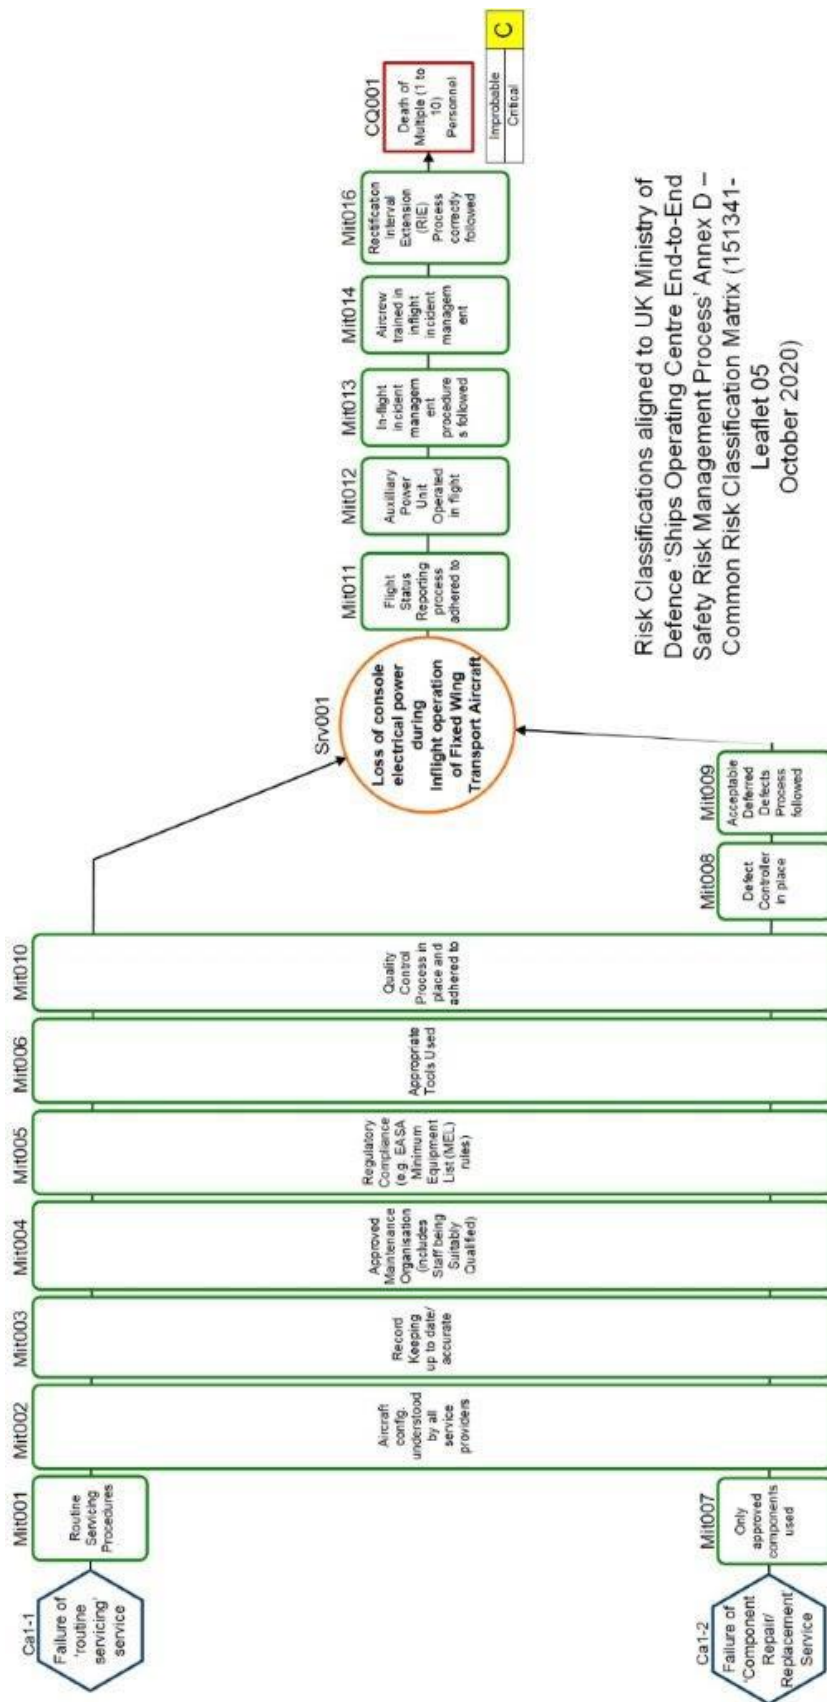 Ca1-1
Failure of
'routine
servicing'
service
Mit001
Routine
Servicing
Procedures
Ca1-2
Failure of
'Component
Repair/
Replacement'
Service
Mit007
Only
approved
components
used
Mit002
Aircraft
config.
understood
by all
service
providers
Mit003
Record
Keeping
up to date/
accurate
Mit004
Approved
Maintenance
Organisation
(includes
Staff being
Suitably
Qualified)
Mit005
Regulatory
Compliance
(e.g. EASA
Minimum
Equipment
List (MEL)
rules)
Mit006
Appropriate
Tools Used
Mit010
Quality
Control
Process in
place and
adhered to
Mit008
Defect
Controller
in place
Mit009
Acceptable
Deferred
Defects
Process
followed
Srv001
Loss of console
electrical power
during
Inflight operation
of Fixed Wing
Transport Aircraft
Mit011
Flight
Status
Reporting
process
adhered to
Mit012
Auxilliary
Power
Unit
Operated
in flight
Mit013
In-flight
incident
managem
ent
procedure
s followed
Mit014
Aircrew
trained in
inflight
incident
managem
ent
Mit016
Rectification
Interval
Extension
(RIE)
Process
correctly
followed
CQ001
Death of
Multiple (1 to
10)
Personnel
Improbable
Critical
C
Risk Classifications aligned to UK Ministry of
Defence 'Ships Operating Centre End-to-End
Safety Risk Management Process' Annex D –
Common Risk Classification Matrix (151341-
Leaflet 05
October 2020)